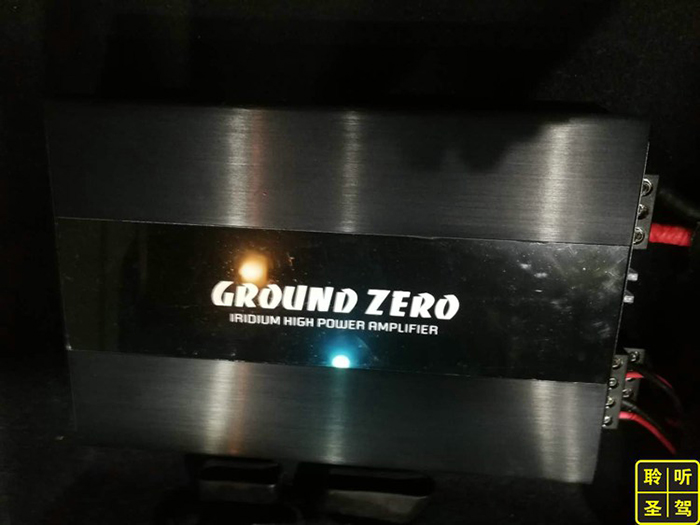 GROUND ZERO
IRIDIUM HIGH POWER AMPLIFIER
聆听
圣驾